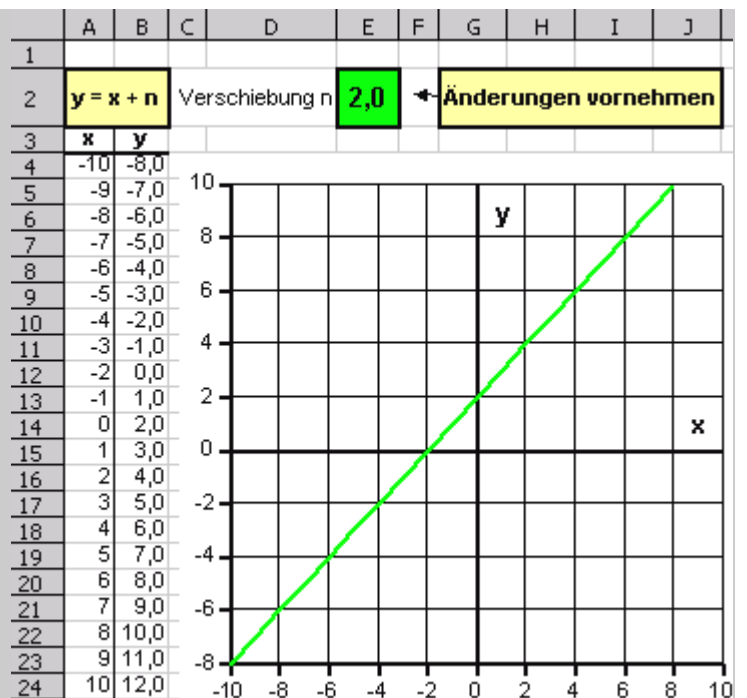 A B C D E F G H I J
1
2 y = x + n Verschiebung n 2,0 Änderungen vornehmen
3 x y
4 -10 -8,0
5 -9 -7,0
6 -8 -6,0
7 -7 -5,0
8 -6 -4,0
9 -5 -3,0
10 -4 -2,0
11 -3 -1,0
12 -2 0,0
13 -1 1,0
14 0 2,0
15 1 3,0
16 2 4,0
17 3 5,0
18 4 6,0
19 5 7,0
20 6 8,0
21 7 9,0
22 8 10,0
23 9 11,0
24 10 12,0
10
8
6
4
2
0
-2
-4
-6
-8
y
x
-10 -8 -6 -4 -2 0 2 4 6 8 10